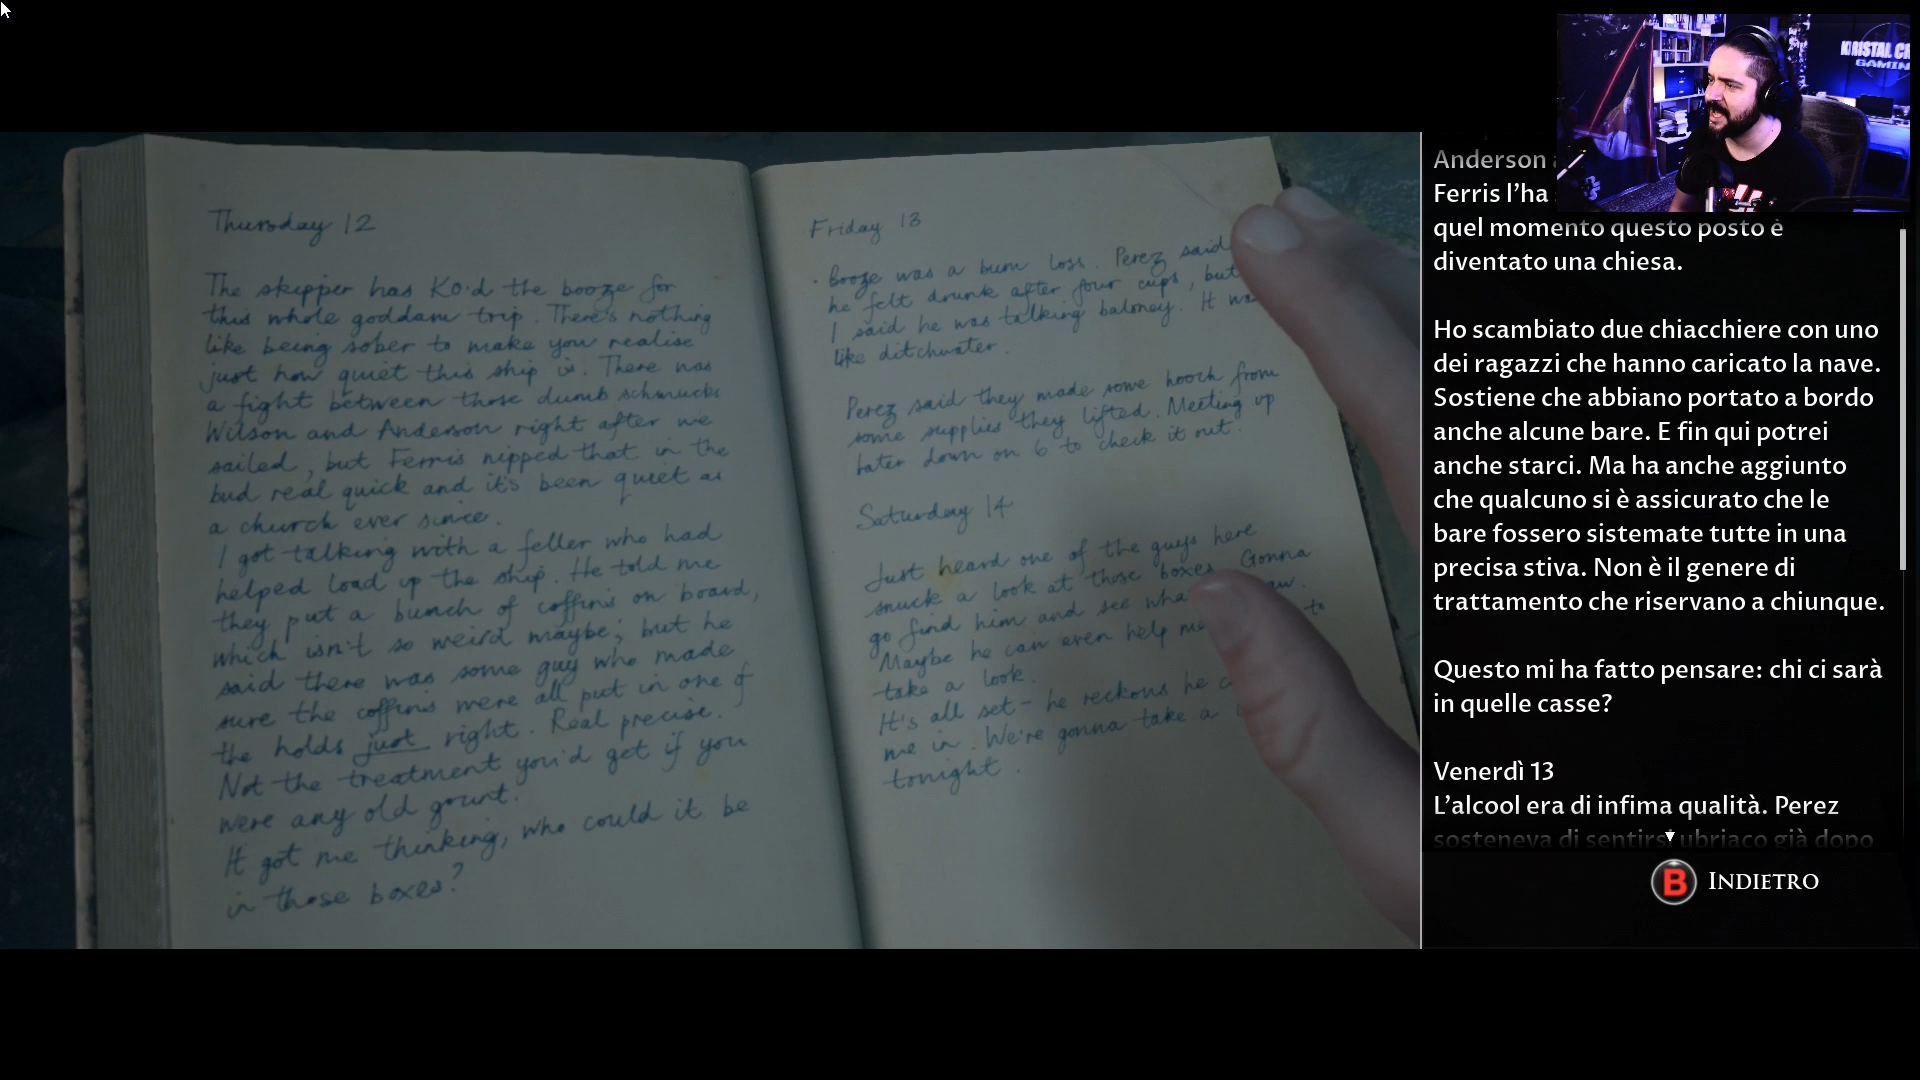 Thursday 12
The skipper has KO'd the booze for
this whole goddam trip. There's nothing
like being sober to make you realise
just how quiet this ship is. There was
a fight between those dumb schmucks
Wilson and Anderson right after we
sailed, but Ferris nipped that in the
bud real quick and it's been quiet as
a church ever since.
I got talking with a feller who had
helped load up the ship. He told me
they put a bunch of coffins on board,
which isn't so weird maybe; but he
said there was some guy who made
sure the coffins were all put in one of
the holds just right. Real precise.
Not the treatment you'd get if you
were any old grunt.
It got me thinking, who could it be
in those boxes?
Friday 13
Booze was a bum loss. Perez said
he felt drunk after four cups, but
I said he was talking baloney. It was
like ditchwater.
Perez said they made some hooch from
some supplies they lifted. Meeting up
later down on 6 to check it out.
Saturday 14
Just heard one of the guys here
snuck a look at those boxes. Gonna
go find him and see what
Maybe he can even help me to
take a look.
It's all set - he reckons he
me in. We're gonna take a
tonight.
Anderson
Ferris l'ha
quel momento questo posto è
diventato una chiesa.
Ho scambiato due chiacchiere con uno
dei ragazzi che hanno caricato la nave.
Sostiene che abbiano portato a bordo
anche alcune bare. E fin qui potrei
anche starci. Ma ha anche aggiunto
che qualcuno si è assicurato che le
bare fossero sistemate tutte in una
precisa stiva. Non è il genere di
trattamento che riservano a chiunque.
Questo mi ha fatto pensare: chi ci sarà
in quelle casse?
Venerdì 13
L'alcool era di infima qualità. Perez
sosteneva di sentirsi ubriaco già dopo
B INDIETRO
GAMIN